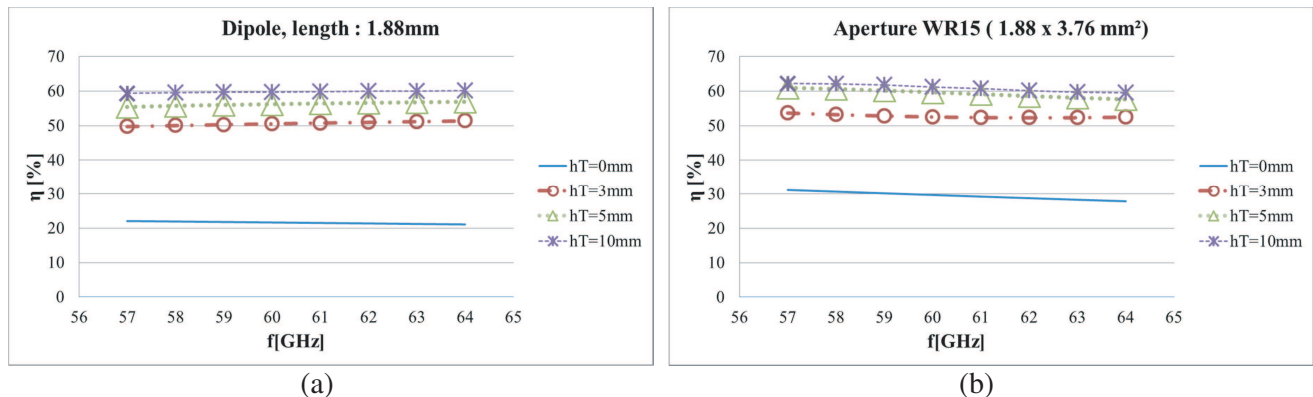 Dipole, length : 1.88mm
70
60
50
40
30
20
10
0
η [%]
56 57 58 59 60 61 62 63 64 65
f[GHz]
hT=0mm
hT=3mm
hT=5mm
hT=10mm
(a)
Aperture WR15 ( 1.88 x 3.76 mm²)
70
60
50
40
30
20
10
0
η [%]
56 57 58 59 60 61 62 63 64 65
f[GHz]
hT=0mm
hT=3mm
hT=5mm
hT=10mm
(b)